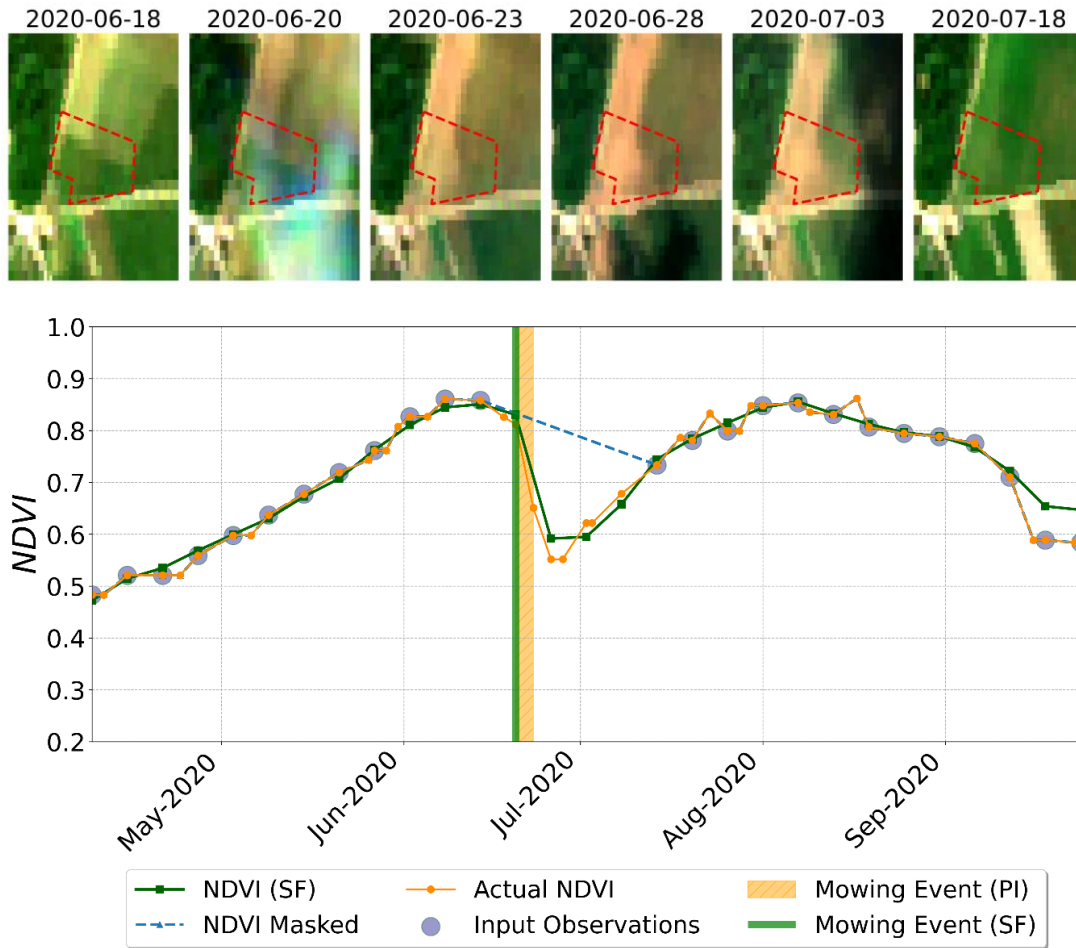 2020-06-18 2020-06-20 2020-06-23 2020-06-28 2020-07-03 2020-07-18
1.0
0.9
0.8
0.7
0.6
0.5
0.4
0.3
0.2
NDVI
May-2020 Jun-2020 Jul-2020 Aug-2020 Sep-2020
NDVI (SF) Actual NDVI Mowing Event (PI)
NDVI Masked Input Observations Mowing Event (SF)